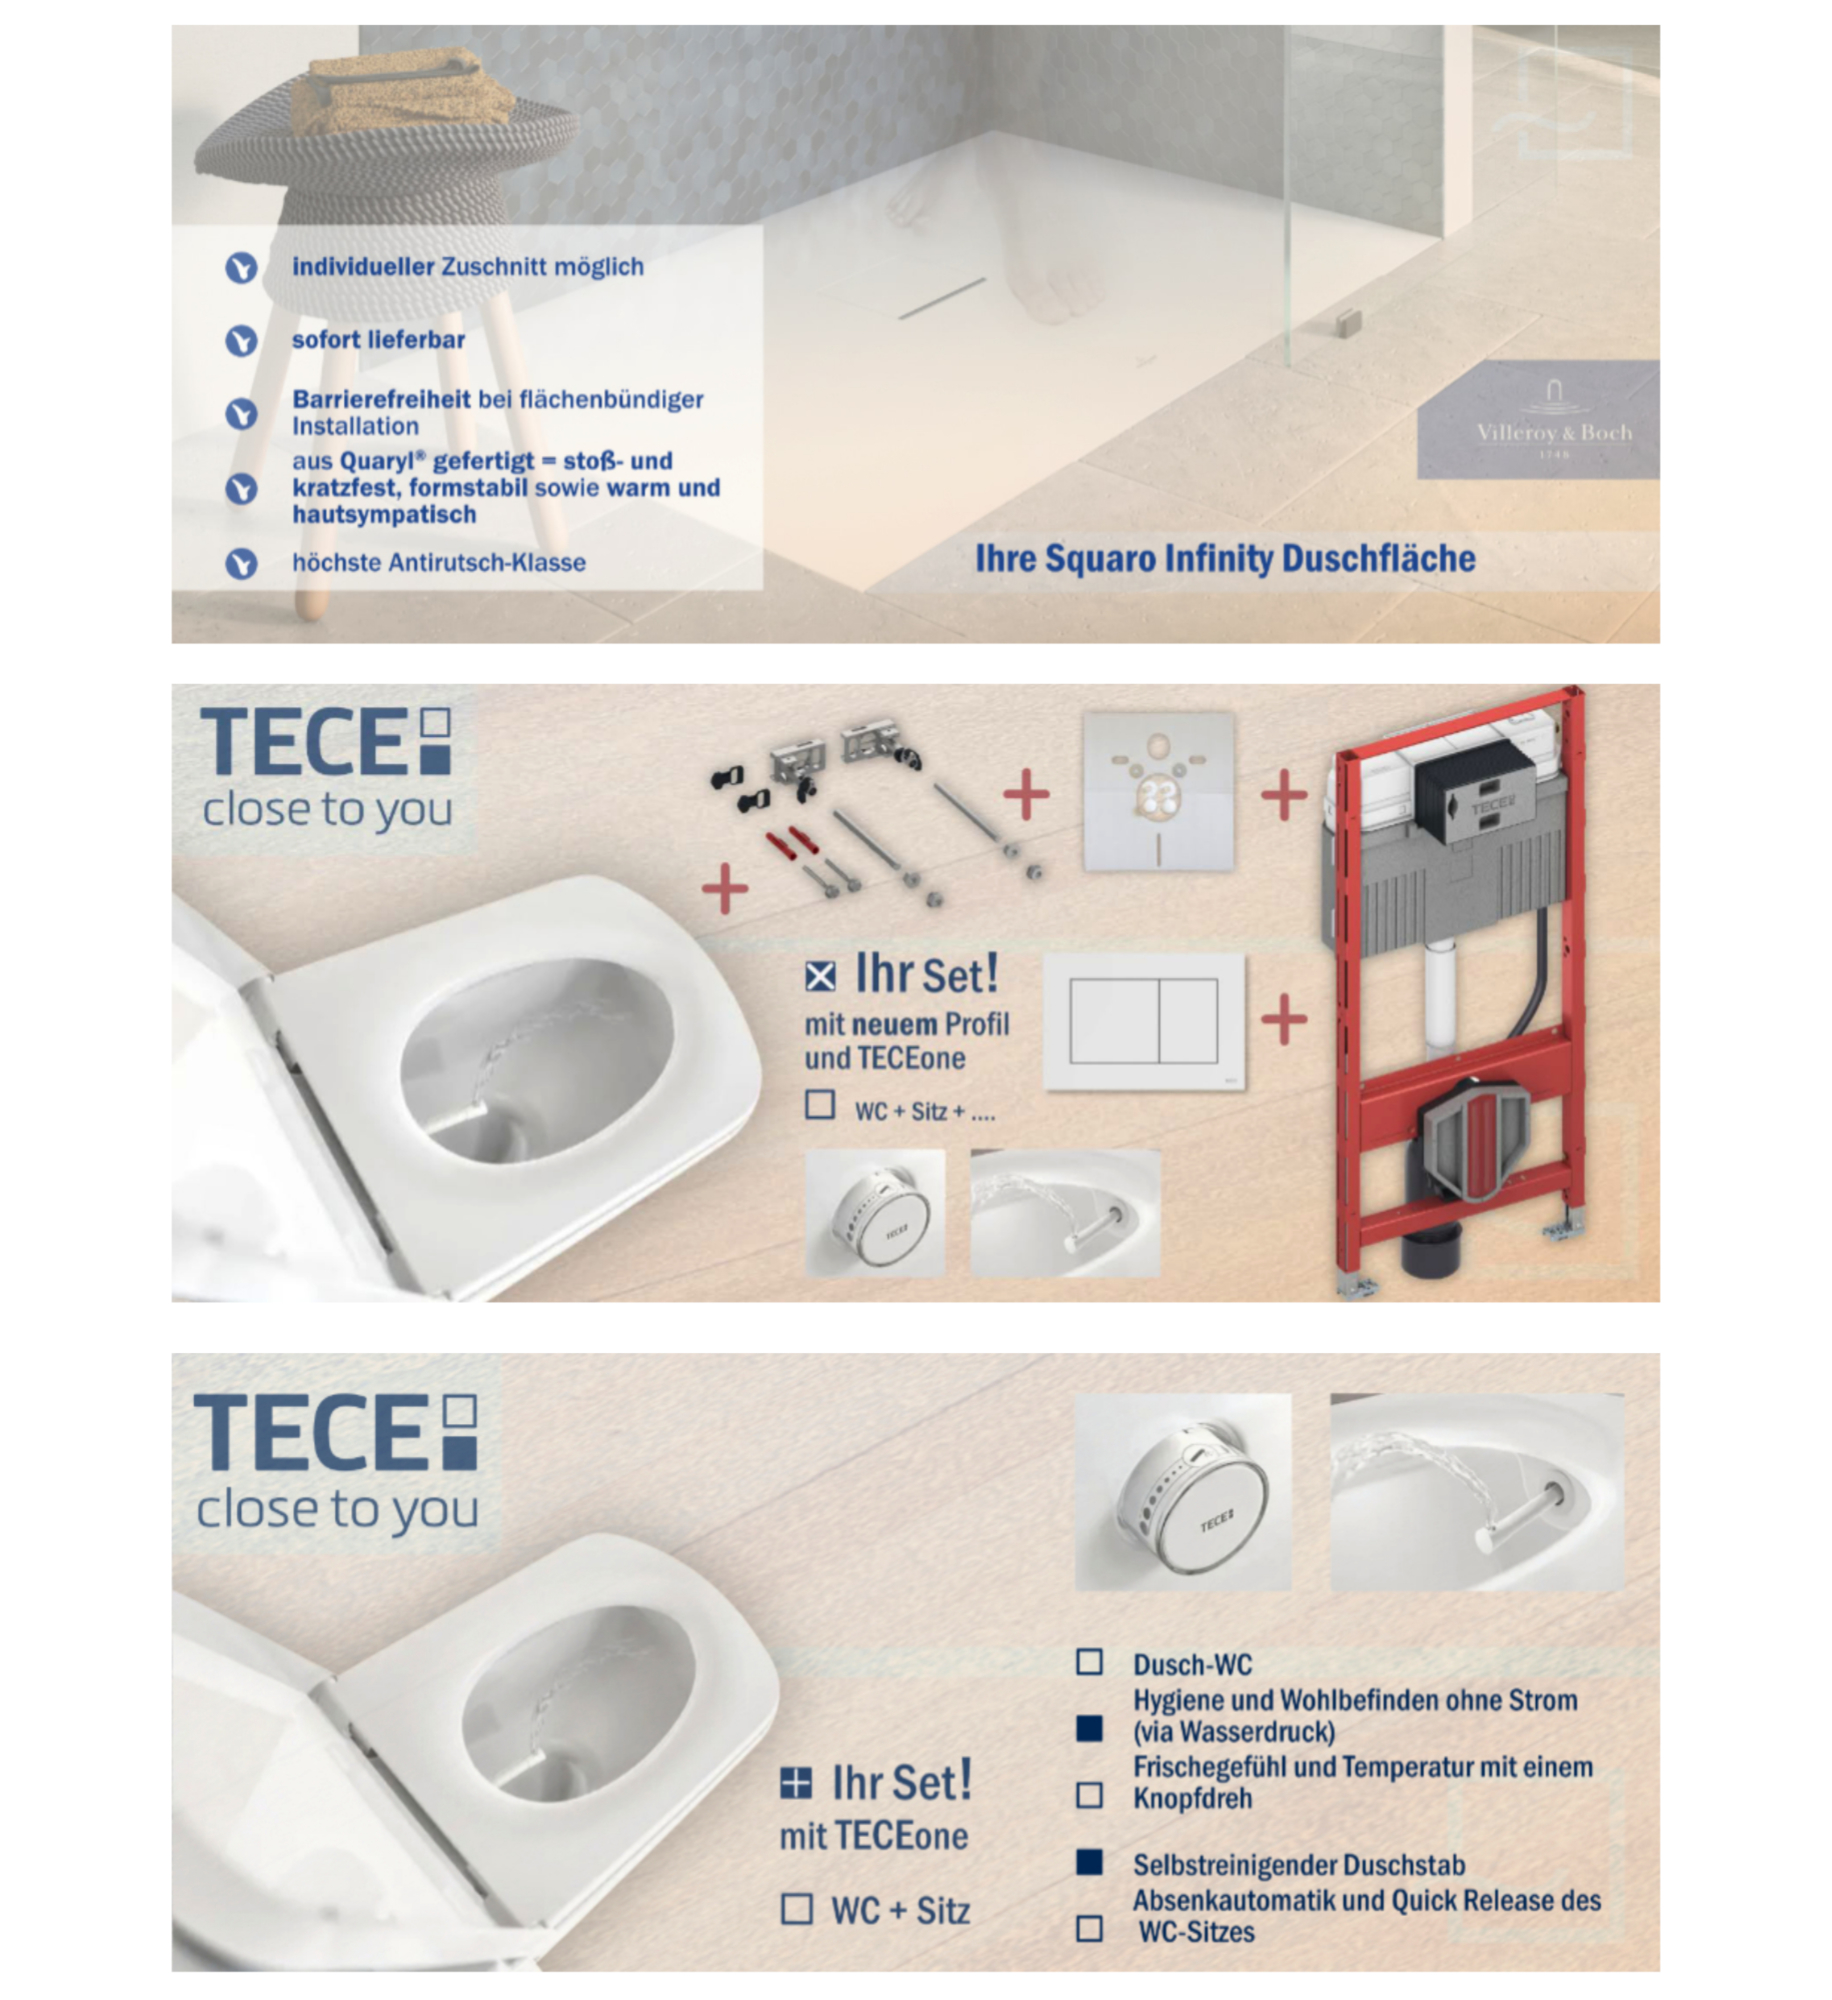 individueller Zuschnitt möglich
sofort lieferbar
Barrierefreiheit bei flächenbündiger
Installation
aus Quaryl® gefertigt = stoß- und
kratzfest, formstabil sowie warm und
hautsympatisch
höchste Antirutsch-Klasse
Villeroy & Boch
1748
Ihre Squaro Infinity Duschfläche
TECE
close to you
TECE
Ihr Set!
mit neuem Profil
und TECEone
WC + Sitz + ....
TECE
TECE
close to you
TECE
Dusch-WC
Hygiene und Wohlbefinden ohne Strom
(via Wasserdruck)
Frischegefühl und Temperatur mit einem
Knopfdreh
Selbstreinigender Duschstab
Absenkautomatik und Quick Release des
WC-Sitzes
Ihr Set!
mit TECEone
WC + Sitz